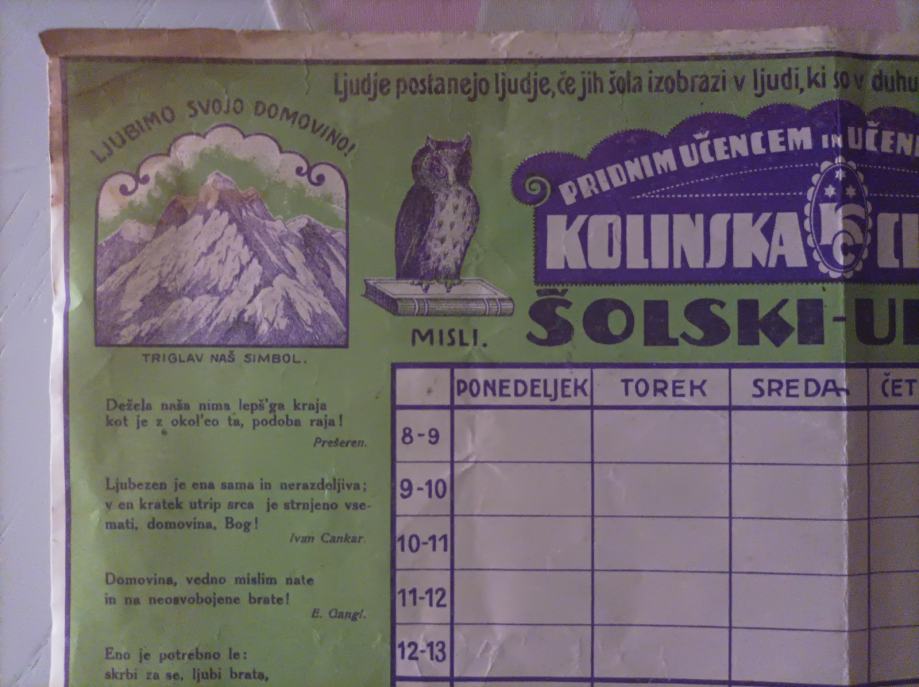 Ljudje postanejo ljudje, če jih šola izobrazi v ljudi, ki so v duhu
LJUBIMO SVOJO DOMOVINO!
PRIDNIM UČENCEM IN
KOLINSKA
MISLI.
ŠOLSKI
TRIGLAV NAŠ SIMBOL.
PONEDELJEK TOREK SREDA
Dežela naša nima lepš'ga kraja
kot je z okol'co ta, podoba raja!
Prešeren.
8-9
Ljubezen je ena sama in nerazdeljiva;
v en kratek utrip srca je strnjeno vse-
mati, domovina, Bog!
Ivan Cankar.
9-10
10-11
Domovina, vedno mislim nate
in na neosvobojene brate!
E. Gangl.
11-12
12-13
Eno je potrebno le:
skrbi za se, ljubi brata,